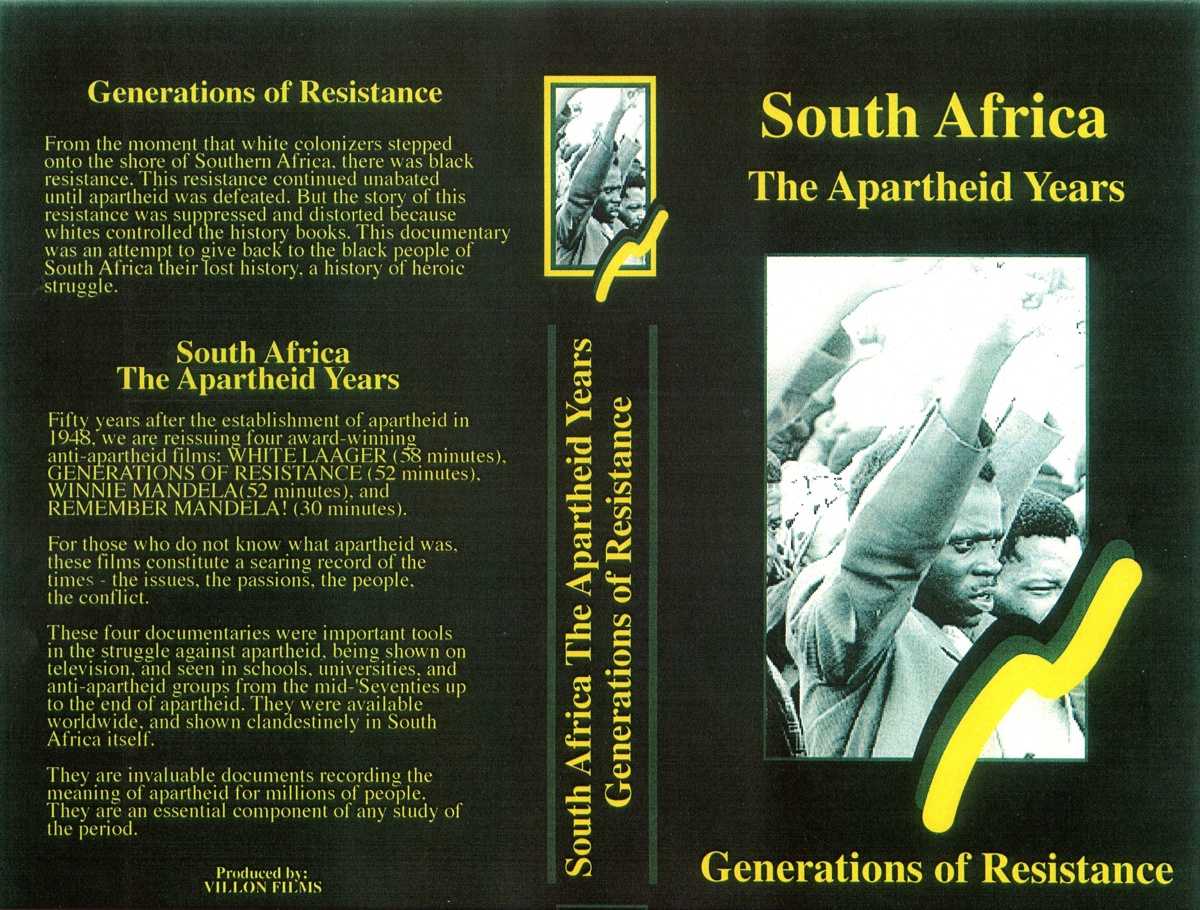 Generations of Resistance
From the moment that white colonizers stepped
onto the shore of Southern Africa, there was black
resistance. This resistance continued unabated
until apartheid was defeated. But the story of this
resistance was suppressed and distorted because
whites controlled the history books. This documentary
was an attempt to give back to the black people of
South Africa their lost history, a history of heroic
struggle.
South Africa
The Apartheid Years
Fifty years after the establishment of apartheid in
1948, we are reissuing four award-winning
anti-apartheid films: WHITE LAAGER (58 minutes),
GENERATIONS OF RESISTANCE (52 minutes),
WINNIE MANDELA(52 minutes), and
REMEMBER MANDELA! (30 minutes).
For those who do not know what apartheid was,
these films constitute a searing record of the
times - the issues, the passions, the people,
the conflict.
These four documentaries were important tools
in the struggle against apartheid, being shown on
television, and seen in schools, universities, and
anti-apartheid groups from the mid-'Seventies up
to the end of apartheid. They were available
worldwide, and shown clandestinely in South
Africa itself.
They are invaluable documents recording the
meaning of apartheid for millions of people.
They are an essential component of any study of
the period.
Produced by:
VILLON FILMS
South Africa The Apartheid Years
Generations of Resistance
South Africa
The Apartheid Years
Generations of Resistance